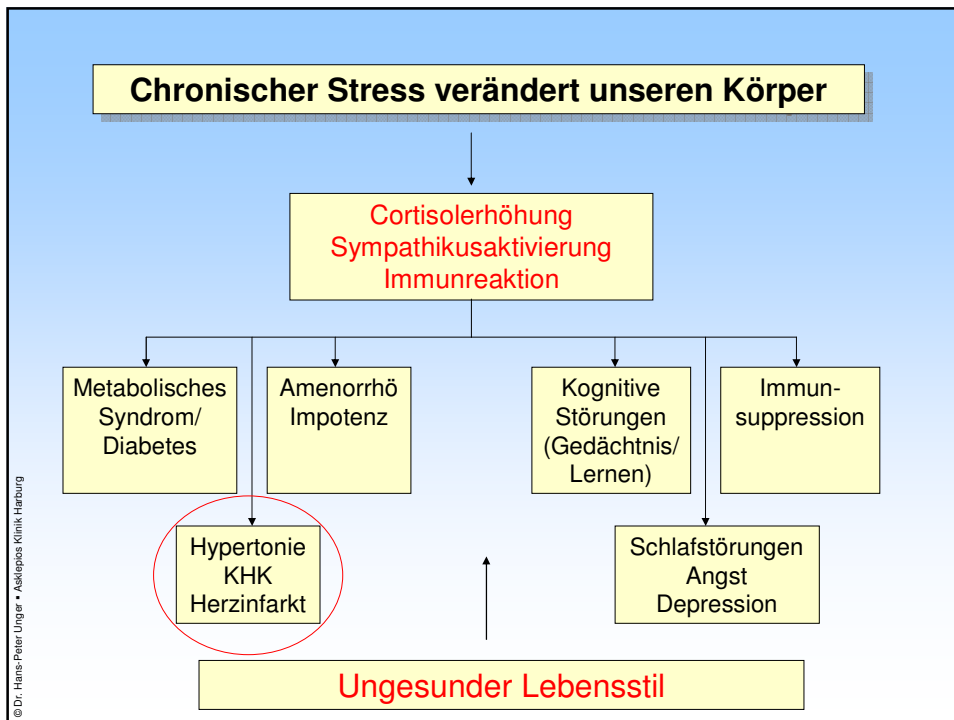 Chronischer Stress verändert unseren Körper
Cortisolerhöhung
Sympathikusaktivierung
Immunreaktion
Metabolisches
Syndrom/
Diabetes
Amenorrhö
Impotenz
Kognitive
Störungen
(Gedächtnis/
Lernen)
Immun-
suppression
Hypertonie
KHK
Herzinfarkt
Schlafstörungen
Angst
Depression
Ungesunder Lebensstil
© Dr. Hans-Peter Unger ▪ Asklepios Klinik Harburg